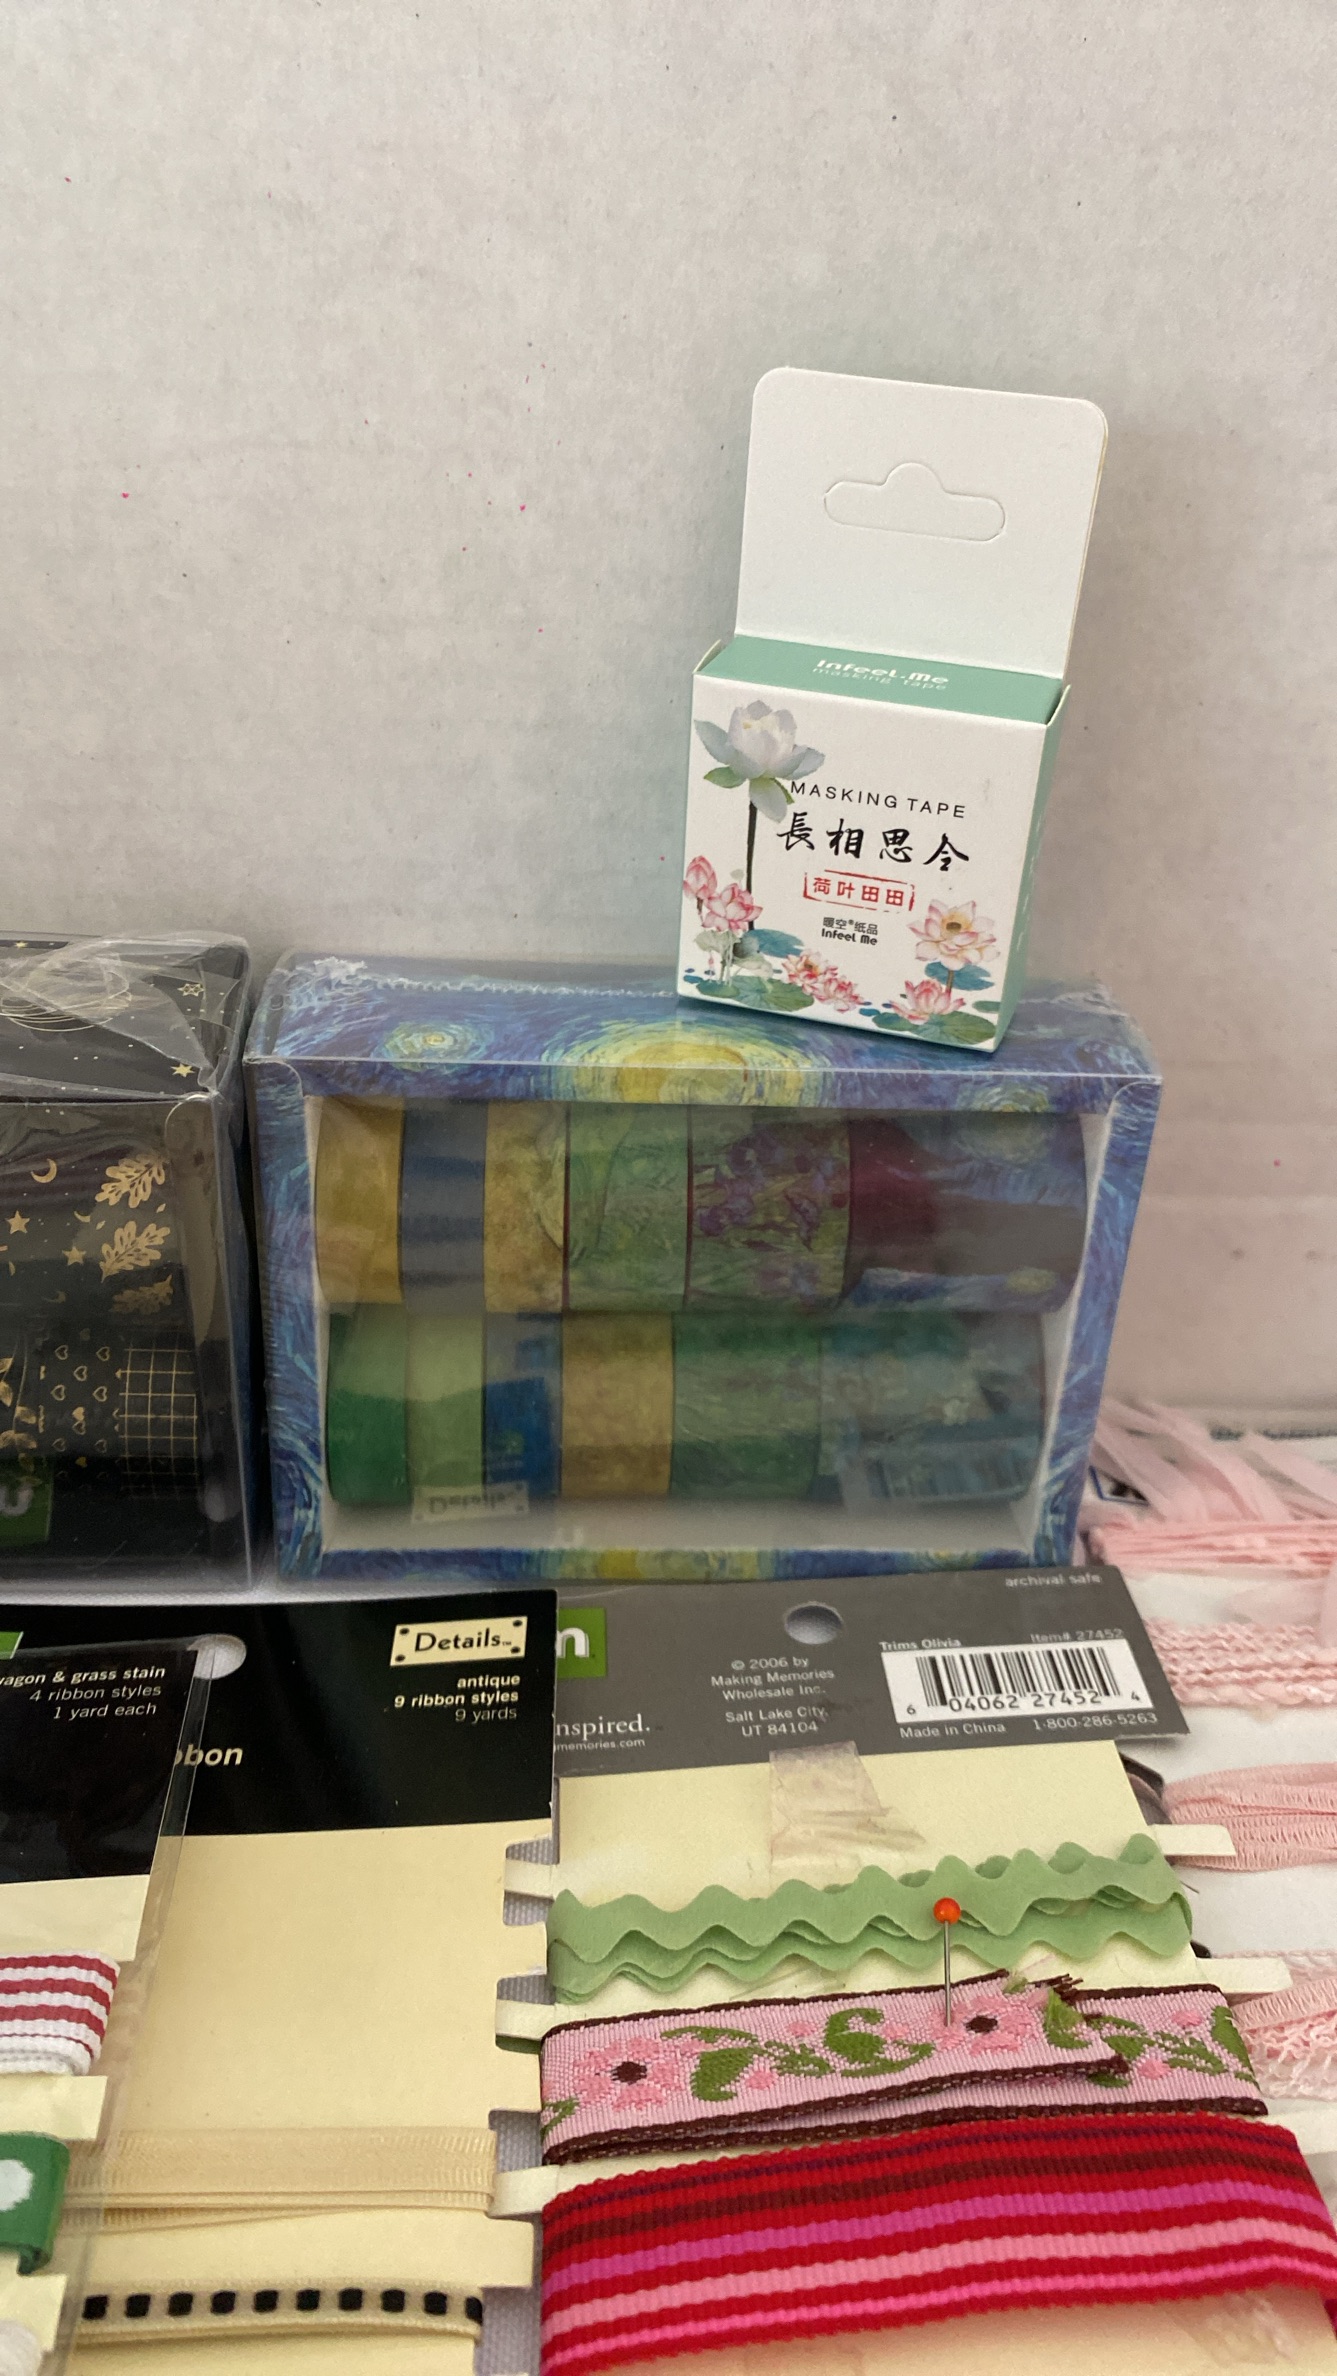 InFeeL.me
masking tape
MASKING TAPE
長相思令
荷叶田田
暖空®纸品
InFeel Me
Details
wagon & grass stain
4 ribbon styles
1 yard each
Details™
antique
9 ribbon styles
9 yards
archival safe
© 2006 by
Making Memories
Wholesale Inc.
Salt Lake City,
UT 84104
Trims Olivia Item# 27452
6 04062 27452 4
Made in China 1-800-286-5263
nspired.™
memories.com
bbon
m